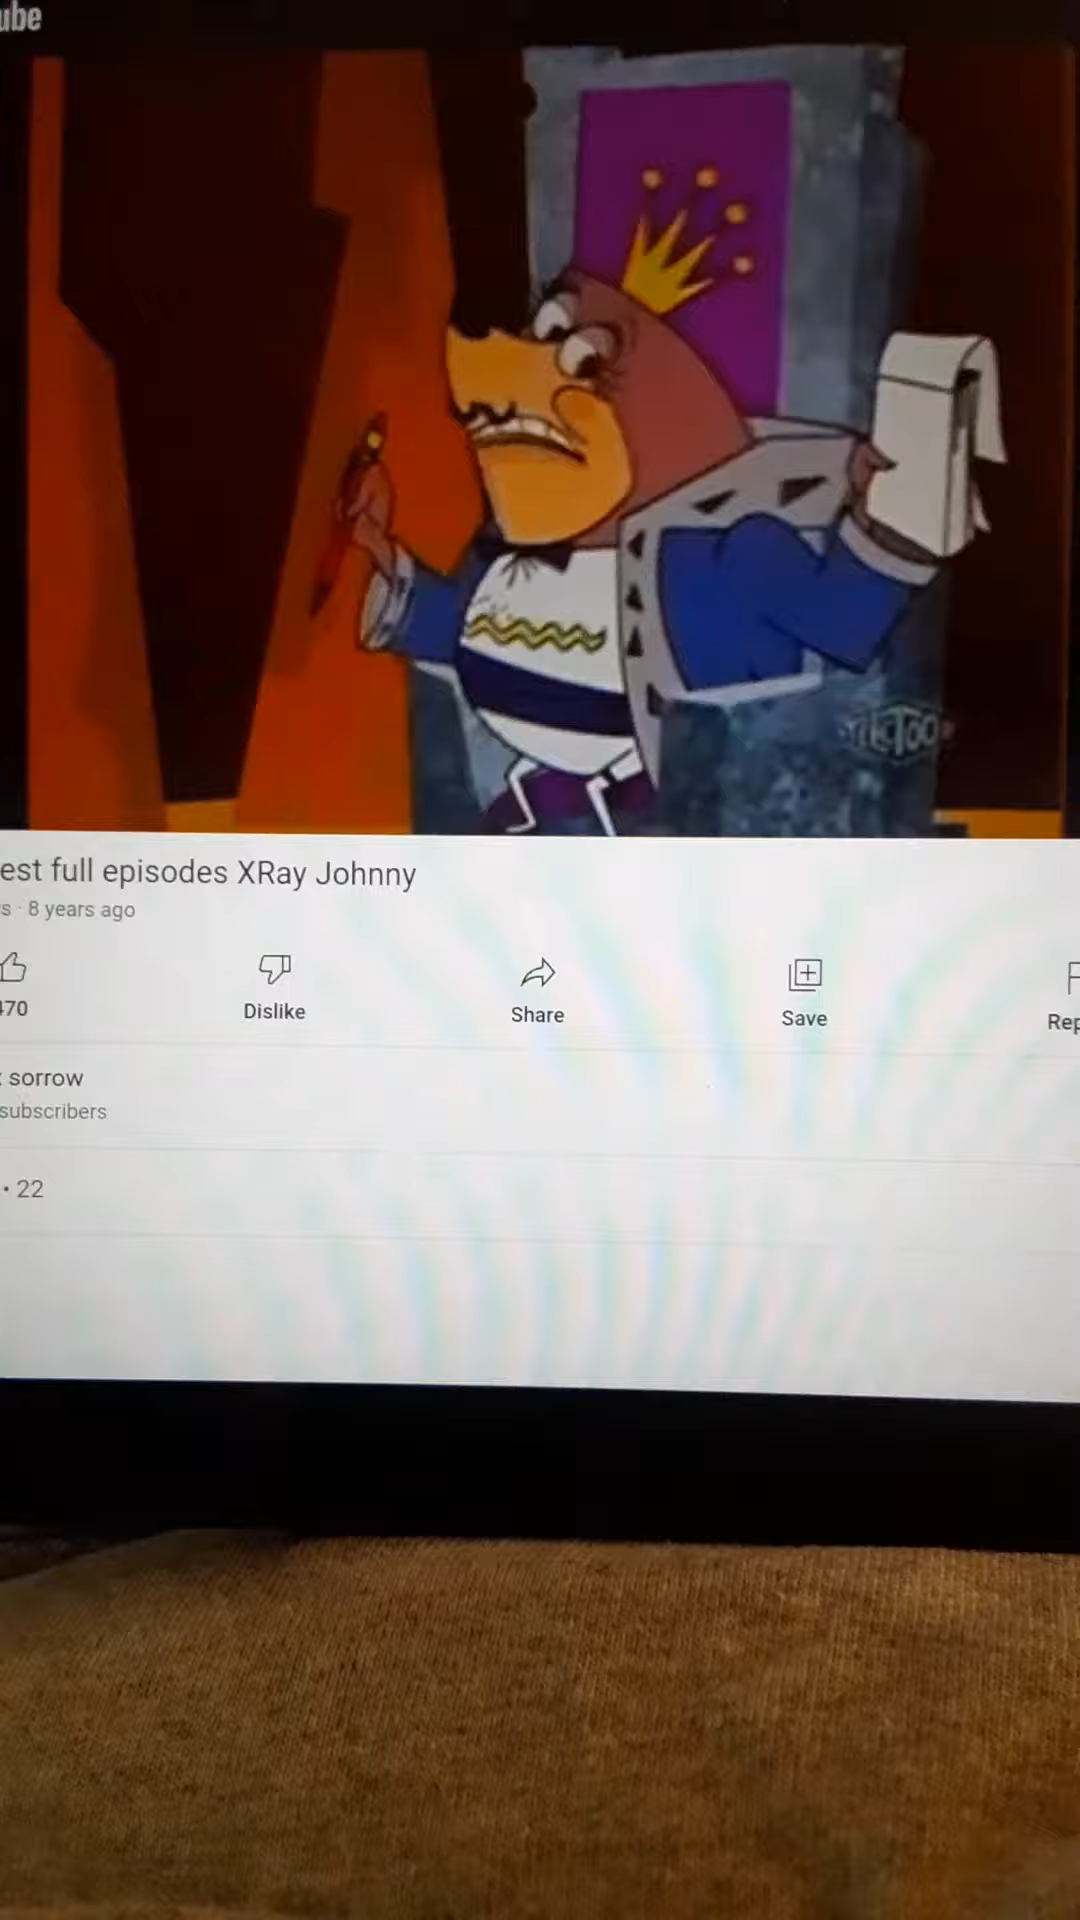 ube
est full episodes XRay Johnny
s · 8 years ago
470
Dislike
Share
Save
Rep
sorrow
subscribers
· 22